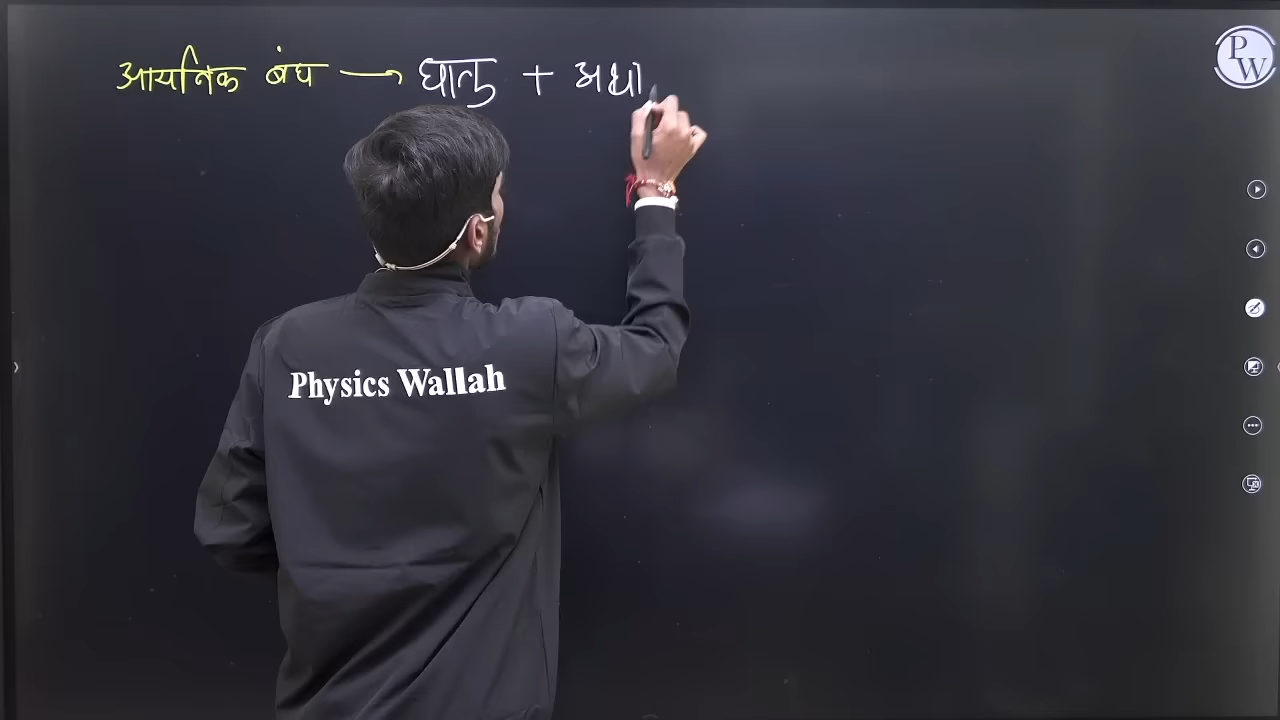 आयनिक बंध → धातु + अधा
PW
Physics Wallah